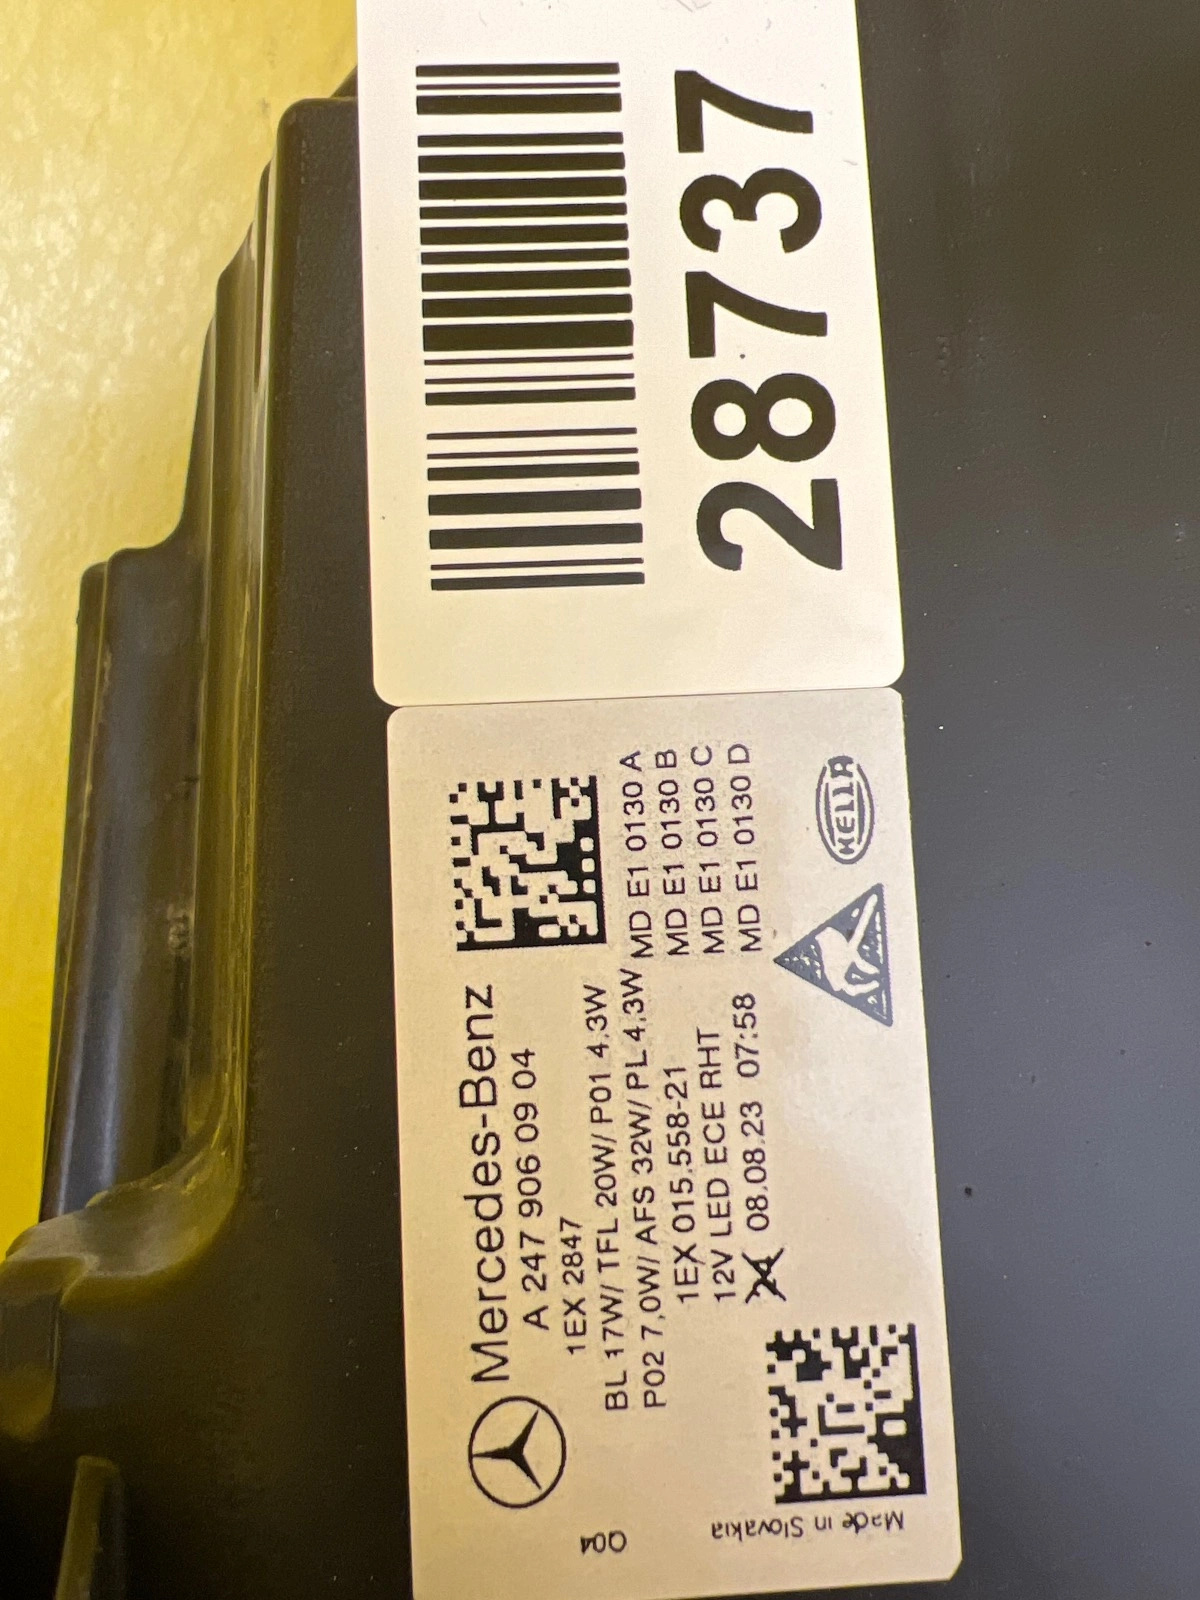 28737
Mercedes-Benz
A 247 906 09 04
1EX 2847
BL 17W/ TFL 20W/ P01 4,3W
P02 7,0W/ AFS 32W/ PL 4,3W
1EX 015.558-21
12V LED ECE RHT
24 08.08.23 07:58
MD E1 0130 A
MD E1 0130 B
MD E1 0130 C
MD E1 0130 D
HELLA
Q04
Made in Slovakia